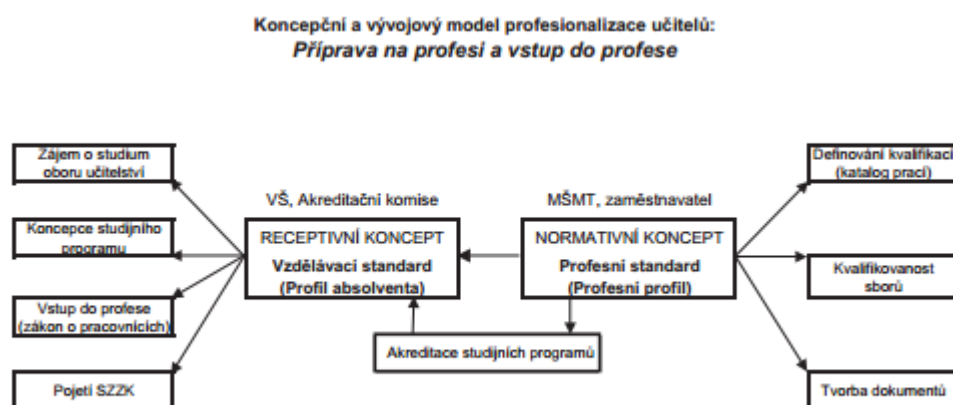 Koncepční a vývojový model profesionalizace učitelů:
Příprava na profesi a vstup do profese
Zájem o studium
oboru učitelství
Koncepce studijního
programu
Vstup do profese
(zákon o pracovnících)
Pojetí SZZK
VŠ, Akreditační komise
RECEPTIVNÍ KONCEPT
Vzdělávací standard
(Profil absolventa)
MŠMT, zaměstnavatel
NORMATIVNÍ KONCEPT
Profesní standard
(Profesní profil)
Akreditace studijních programů
Definování kvalifikací
(katalog prací)
Kvalifikovanost
sborů
Tvorba dokumentů